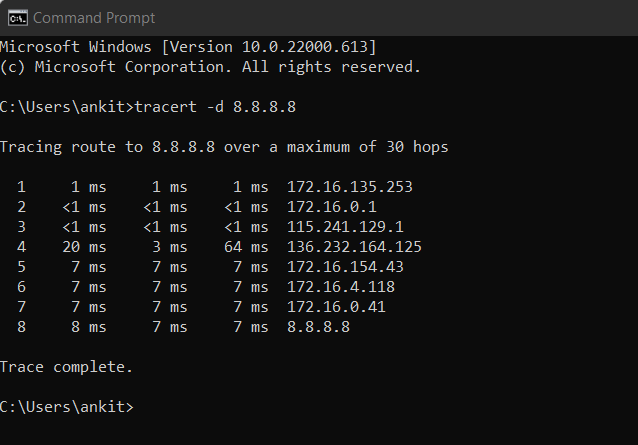 Command Prompt
Microsoft Windows [Version 10.0.22000.613]
(c) Microsoft Corporation. All rights reserved.
C:\Users\ankit>tracert -d 8.8.8.8
Tracing route to 8.8.8.8 over a maximum of 30 hops
1 1 ms 1 ms 1 ms 172.16.135.253
2 <1 ms <1 ms <1 ms 172.16.0.1
3 <1 ms <1 ms <1 ms 115.241.129.1
4 20 ms 3 ms 64 ms 136.232.164.125
5 7 ms 7 ms 7 ms 172.16.154.43
6 7 ms 7 ms 7 ms 172.16.4.118
7 7 ms 7 ms 7 ms 172.16.0.41
8 8 ms 7 ms 7 ms 8.8.8.8
Trace complete.
C:\Users\ankit>